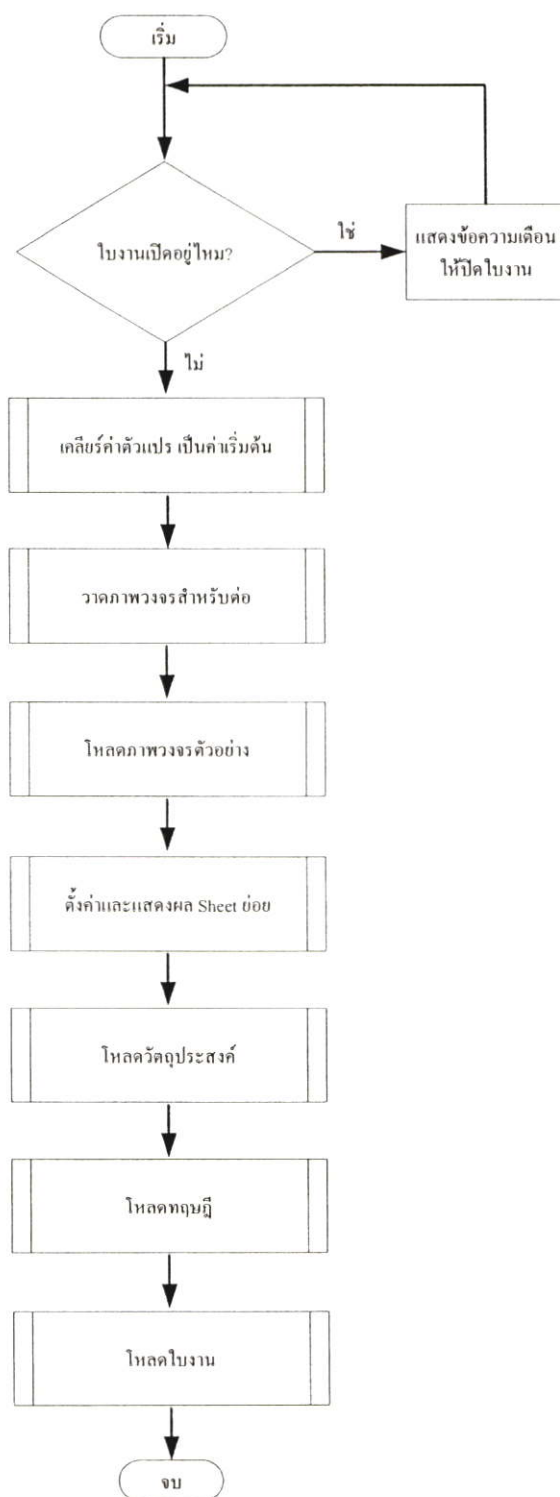 เริ่ม
ใบงานเปิดอยู่ไหม?
ใช่
แสดงข้อความเตือน
ให้ปิดใบงาน
ไม่
เคลียร์ค่าตัวแปร เป็นค่าเริ่มต้น
วาดภาพวงจรสำหรับต่อ
โหลดภาพวงจรตัวอย่าง
ตั้งค่าและแสดงผล Sheet ย่อย
โหลดวัตถุประสงค์
โหลดทฤษฎี
โหลดใบงาน
จบ